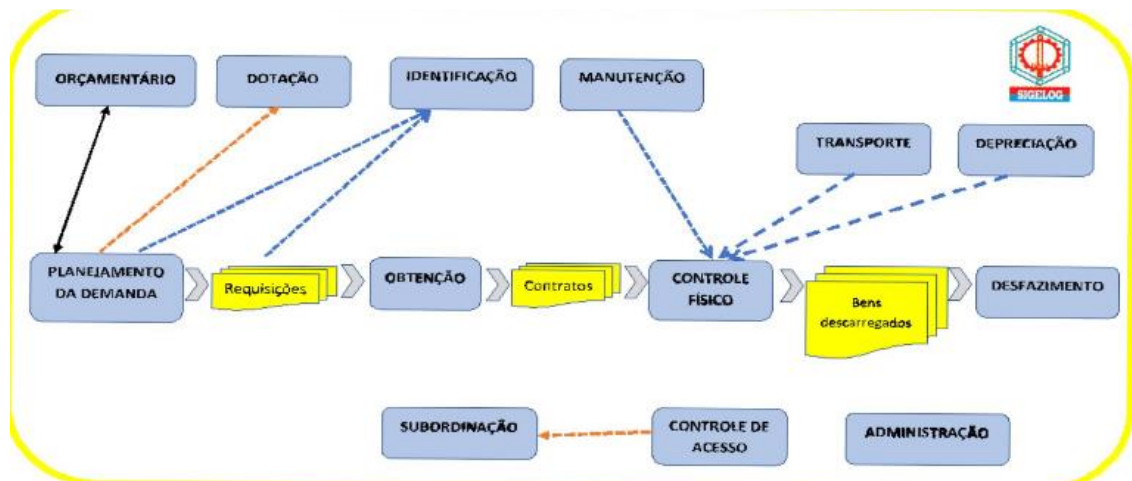 ORÇAMENTÁRIO
DOTAÇÃO
IDENTIFICAÇÃO
MANUTENÇÃO
SIGELOG
TRANSPORTE
DEPRECIAÇÃO
PLANEJAMENTO
DA DEMANDA
Requisições
OBTENÇÃO
Contratos
CONTROLE
FÍSICO
Bens
descarregados
DESFAZIMENTO
SUBORDINAÇÃO
CONTROLE DE
ACESSO
ADMINISTRAÇÃO